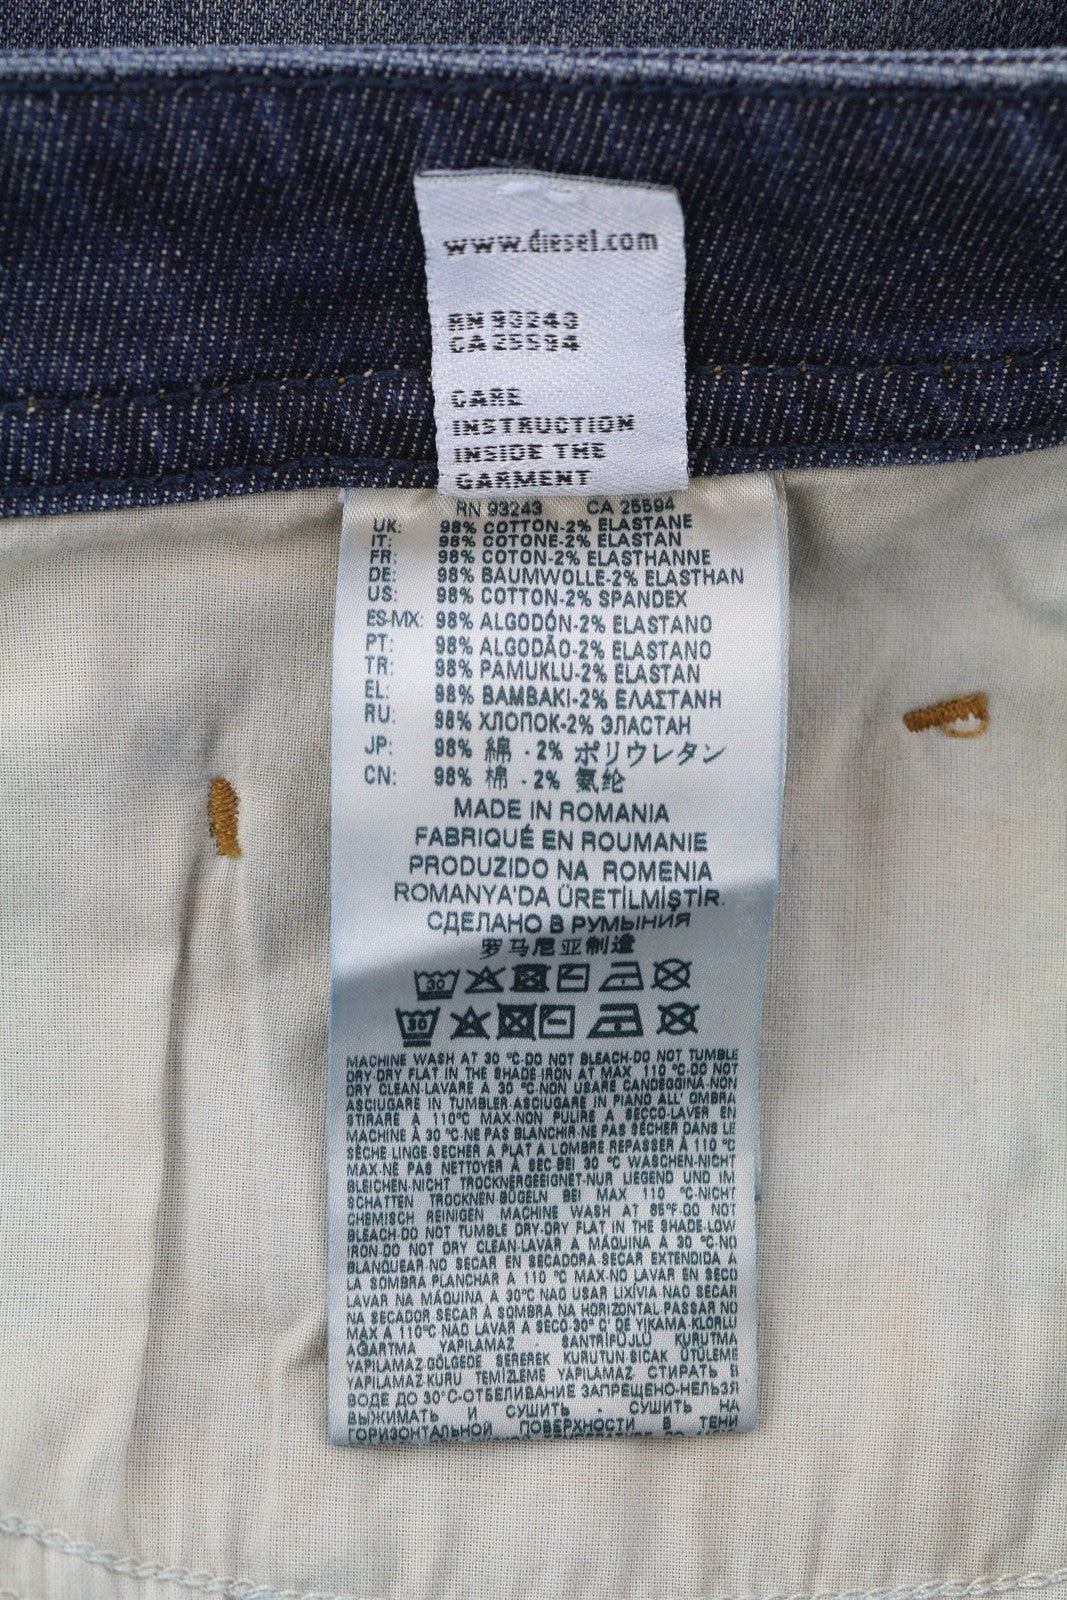 www.diesel.com
RN 93243
CA 25594
CARE
INSTRUCTION
INSIDE THE
GARMENT
RN 93243 CA 25594
UK: 98% COTTON-2% ELASTANE
IT: 98% COTONE-2% ELASTAN
FR: 98% COTON-2% ELASTHANNE
DE: 98% BAUMWOLLE-2% ELASTHAN
US: 98% COTTON-2% SPANDEX
ES-MX: 98% ALGODÓN-2% ELASTANO
PT: 98% ALGODÃO-2% ELASTANO
TR: 98% PAMUKLU-2% ELASTAN
EL: 98% BAMBAKI-2% ΕΛΑΣΤΑΝΗ
RU: 98% ХЛОПОК-2% ЭЛАСТАН
JP: 98% 綿 - 2% ポリウレタン
CN: 98% 棉 - 2% 氨纶
MADE IN ROMANIA
FABRIQUÉ EN ROUMANIE
PRODUZIDO NA ROMENIA
ROMANYA'DA ÜRETİLMİŞTİR.
СДЕЛАНО В РУМЫНИЯ
罗马尼亚制造
30
30
MACHINE WASH AT 30 °C-DO NOT BLEACH-DO NOT TUMBLE
DRY-DRY FLAT IN THE SHADE-IRON AT MAX 110 °C-DO NOT
DRY CLEAN-LAVARE A 30 °C-NON USARE CANDEGGINA-NON
ASCIUGARE IN TUMBLER-ASCIUGARE IN PIANO ALL' OMBRA
STIRARE A 110°C MAX-NON PULIRE A SECCO-LAVER EN
MACHINE À 30 °C-NE PAS BLANCHIR-NE PAS SÉCHER DANS LE
SÈCHE-LINGE-SECHER A PLAT A L'OMBRE REPASSER À 110 °C
MAX-NE PAS NETTOYER À SEC-BEI 30 °C WASCHEN-NICHT
BLEICHEN-NICHT TROCKNERGEEIGNET-NUR LIEGEND UND IM
SCHATTEN TROCKNEN-BÜGELN BEI MAX 110 °C-NICHT
CHEMISCH REINIGEN MACHINE WASH AT 85°F-DO NOT
BLEACH-DO NOT TUMBLE DRY-DRY FLAT IN THE SHADE-LOW
IRON-DO NOT DRY CLEAN-LAVAR A MÁQUINA A 30 °C-NO
BLANQUEAR-NO SECAR EN SECADORA-SECAR EXTENDIDA A
LA SOMBRA PLANCHAR A 110 °C MAX-NO LAVAR EN SECO
LAVAR NA MÁQUINA A 30°C NAO USAR LIXÍVIA NAO SECAR
NA SECADOR SECAR À SOMBRA NA HORIZONTAL PASSAR NO
MAX A 110°C NAO LAVAR A SECO-30° C' DE YIKAMA-KLORLU
AĞARTMA YAPILAMAZ - SANTRİFÜJLÜ KURUTMA
YAPILAMAZ-GÖLGEDE SEREREK KURUTUN-SICAK ÜTÜLEME
YAPILAMAZ-KURU TEMİZLEME YAPILAMAZ СТИРАТЬ В
ВОДЕ ДО 30°С-ОТБЕЛИВАНИЕ ЗАПРЕЩЕНО-НЕЛЬЗЯ
ВЫЖИМАТЬ И СУШИТЬ - СУШИТЬ НА
ГОРИЗОНТАЛЬНОЙ ПОВЕРХНОСТИ В ТЕНИ